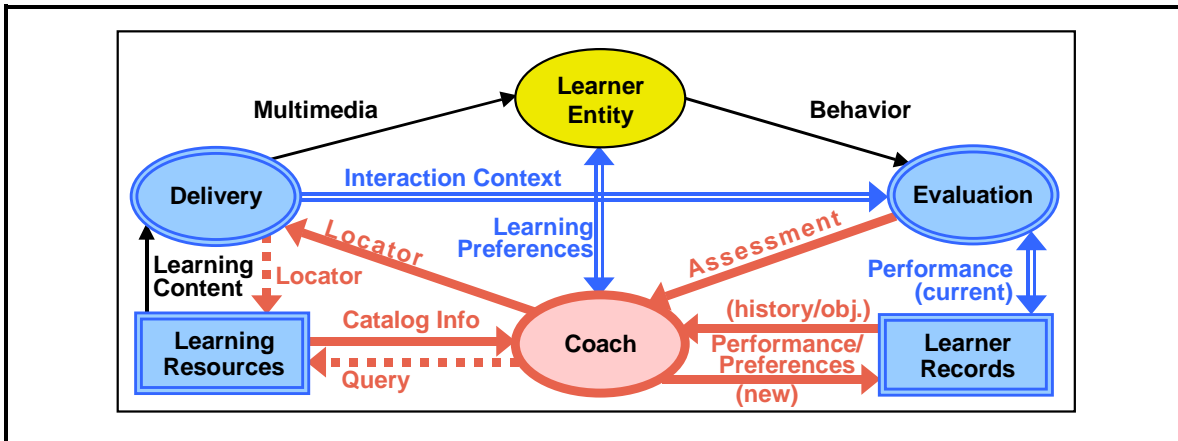 Learner
Entity
Multimedia
Behavior
Delivery
Interaction Context
Evaluation
Learning
Preferences
Locator
Assessment
Learning
Content
Locator
Performance
(current)
Learning
Resources
Catalog Info
Query
Coach
(history/obj.)
Performance/
Preferences
(new)
Learner
Records